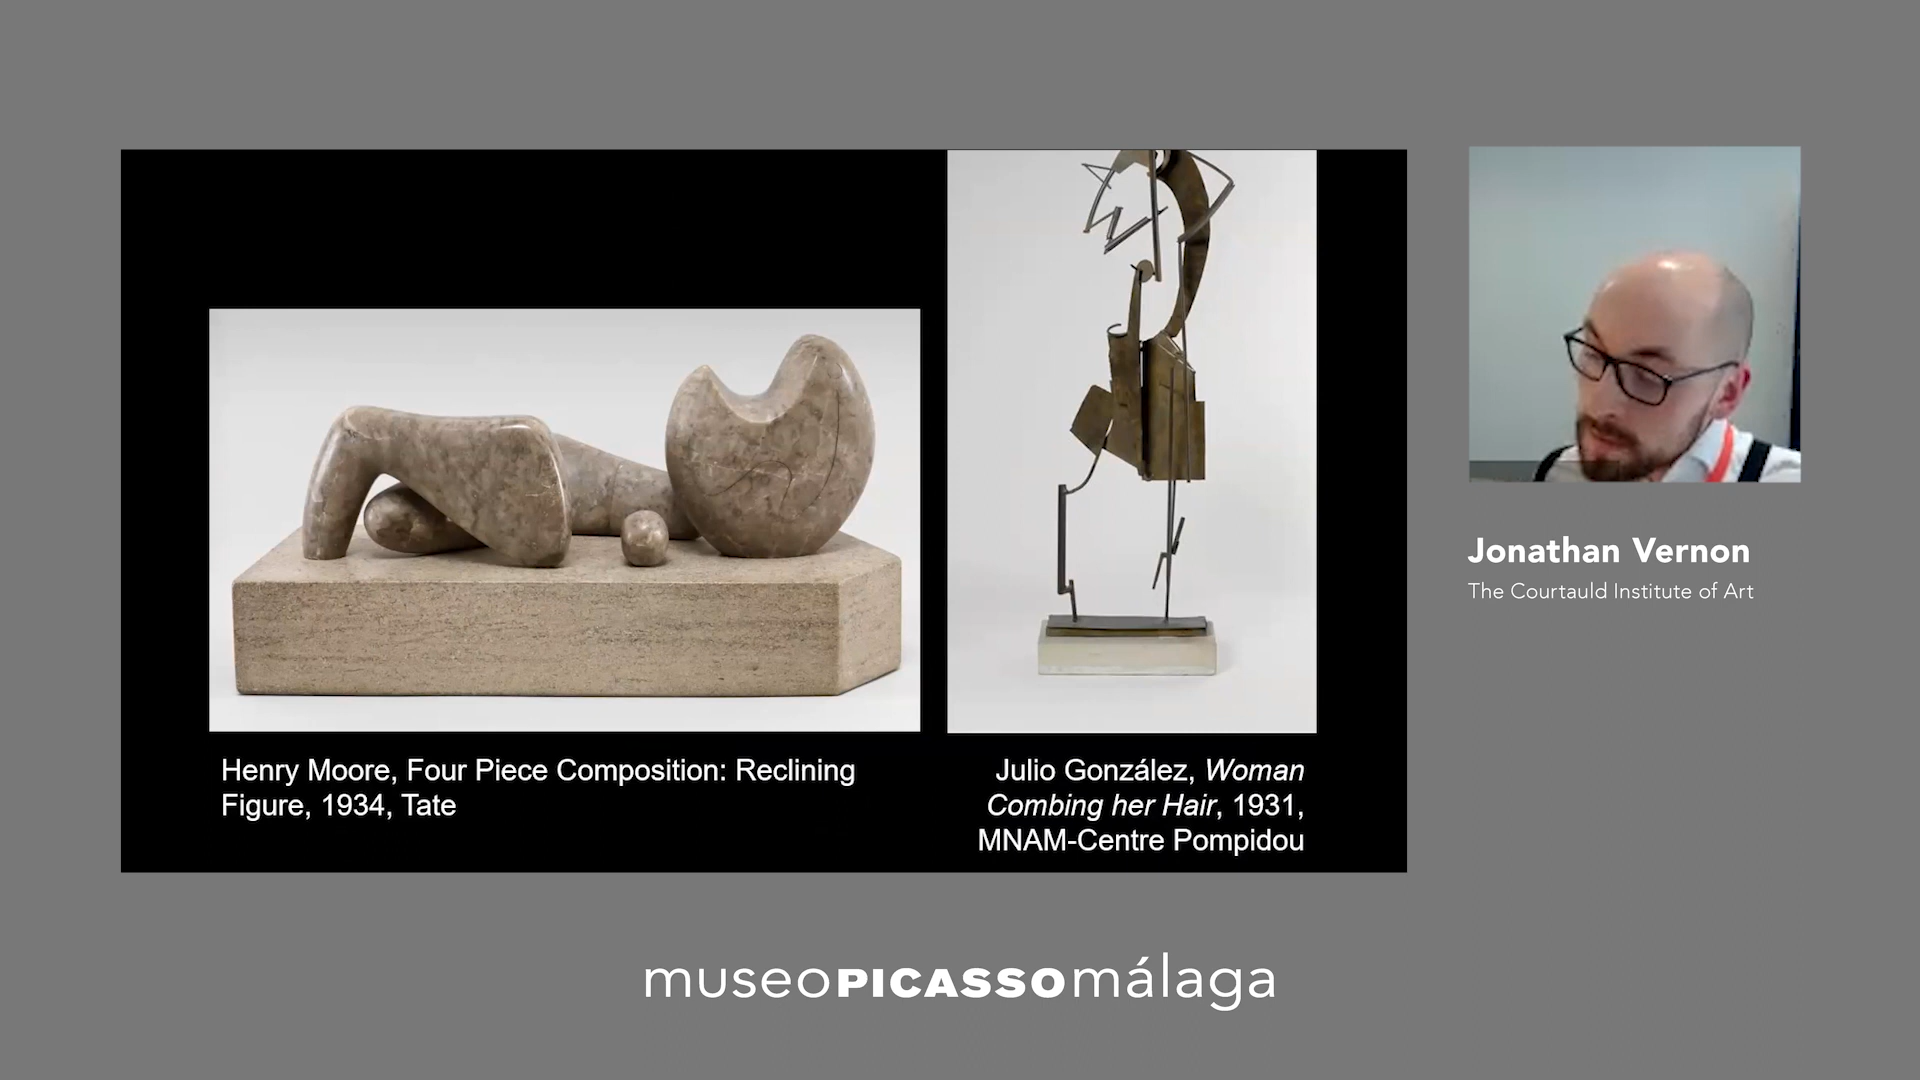 Henry Moore, Four Piece Composition: Reclining
Figure, 1934, Tate
Julio González, Woman
Combing her Hair, 1931,
MNAM-Centre Pompidou
Jonathan Vernon
The Courtauld Institute of Art
museoPICASSOmálaga